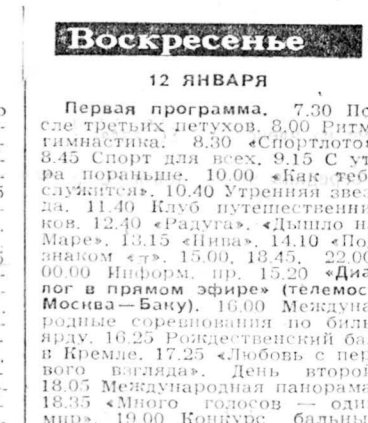 Воскресенье
12 ЯНВАРЯ
Первая программа. 7.30 По
сле третьих петухов. 8.00 Ритм
гимнастика. 8.30 «Спортлото
8.45 Спорт для всех. 9.15 С ут
ра пораньше. 10.00 «Как теб
служится». 10.40 Утренняя звез
да. 11.40 Клуб путешественни
ков. 12.40 «Радуга». «Дышло на
Маре». 13.15 «Нива». 14.10 «По
знаком «π». 15.00, 18.45, 22.00
00.00 Информ. пр. 15.20 «Диа
лог в прямом эфире» (телемос
Москва — Баку). 16.00 Междуна
родные соревнования по биль
ярду. 16.25 Рождественский ба
в Кремле. 17.25 «Любовь с пер
вого взгляда». День второй
18.05 Международная панорама
18.35 «Много голосов — оди
мир». 19.00 Конкурс бальны